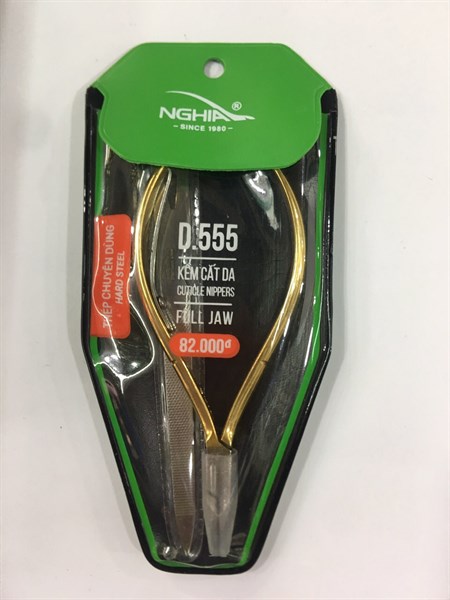 NGHIA®
- SINCE 1980 -
D.555
KỀM CẮT DA
CUTICLE NIPPERS
FULL JAW
82.000đ
THÉP CHUYÊN DÙNG
HARD STEEL